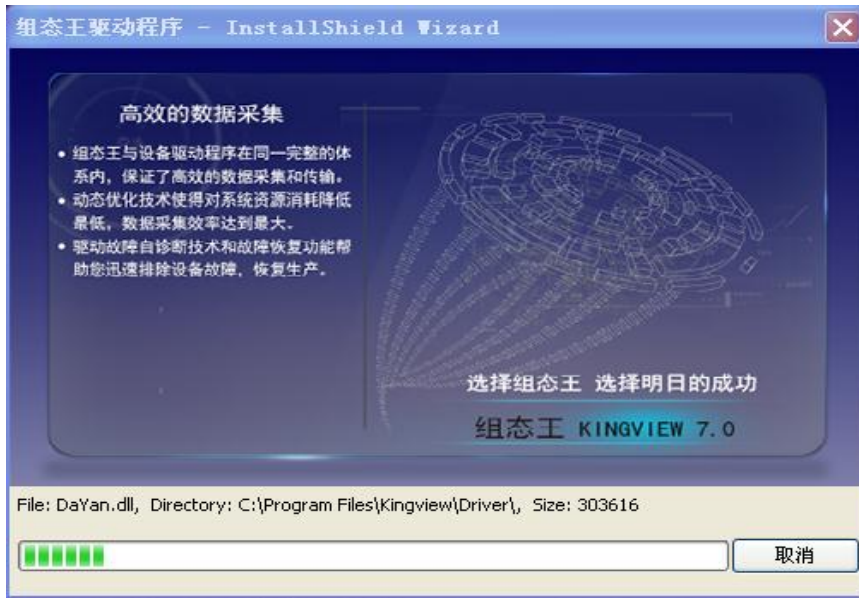 组态王驱动程序 - InstallShield Wizard
高效的数据采集
• 组态王与设备驱动程序在同一完整的体
系内，保证了高效的数据采集和传输。
• 动态优化技术使得对系统资源消耗降低
最低，数据采集效率达到最大。
• 驱动故障自诊断技术和故障恢复功能帮
助您迅速排除设备故障，恢复生产。
选择组态王 选择明日的成功
组态王 KINGVIEW 7.0
File: DaYan.dll, Directory: C:\Program Files\Kingview\Driver\, Size: 303616
取消